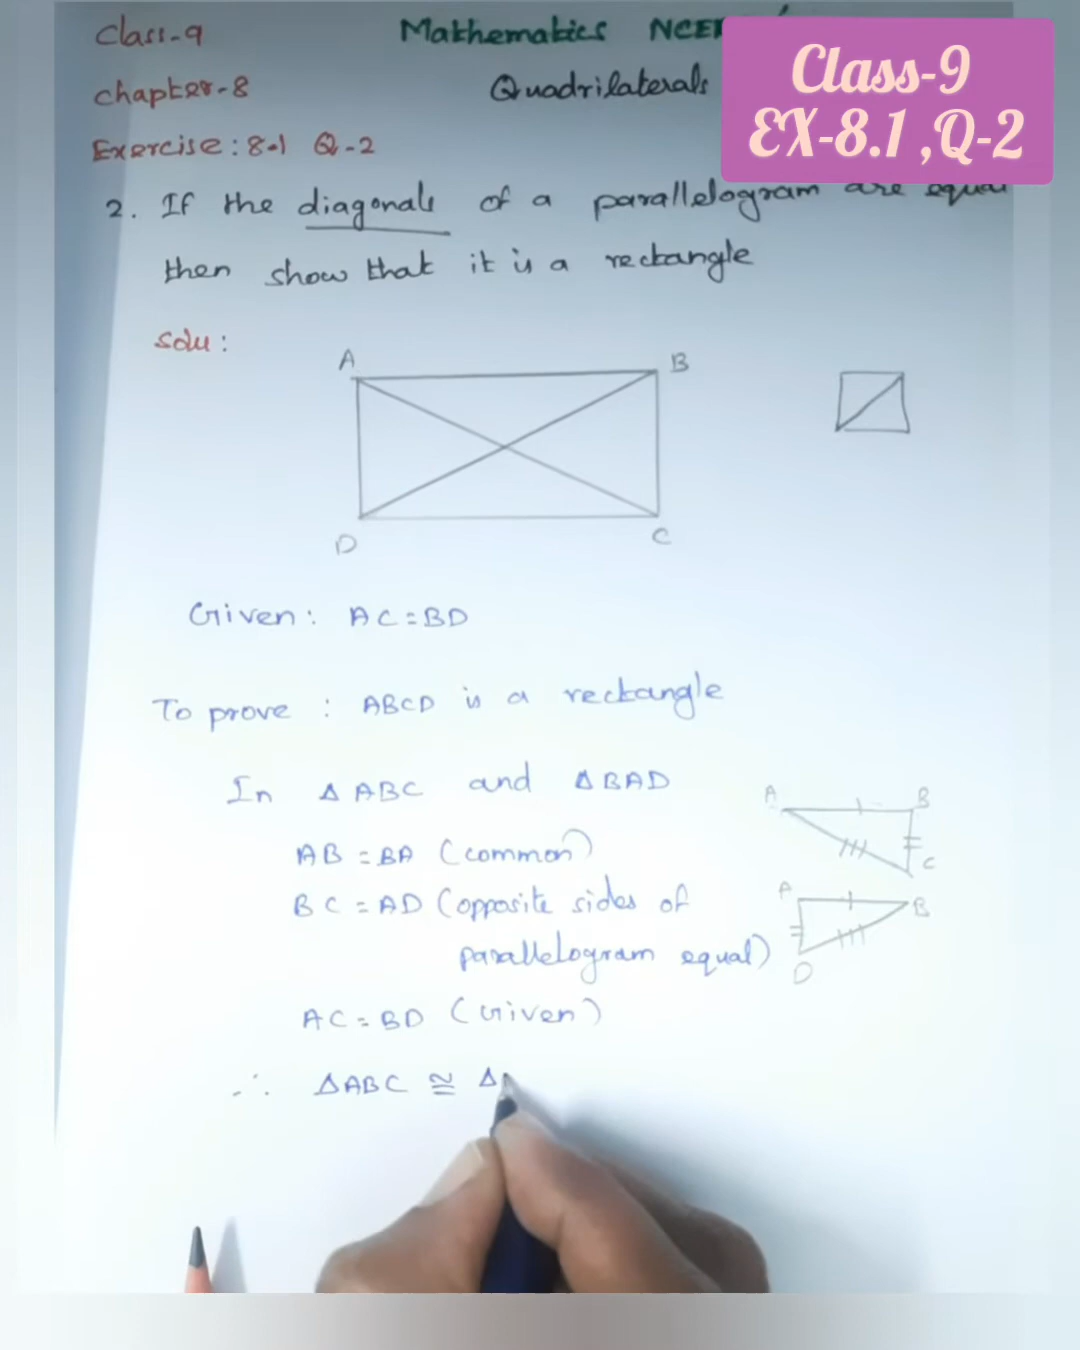 Class-9
Mathematics
Class-9
EX-8.1 ,Q-2
Chapter-8
Quadrilaterals
Exercise: 8.1 Q-2
2. If the diagonals of a parallelogram are equal
then show that it is a rectangle
Solu:
A B
D C
Given: AC=BD
To prove : ABCD is a rectangle
In Δ ABC and Δ BAD
A B
AB = BA (common)
C
BC = AD (opposite sides of
A B
parallelogram equal)
D
AC = BD (Given)
∴ ΔABC ≅ Δ